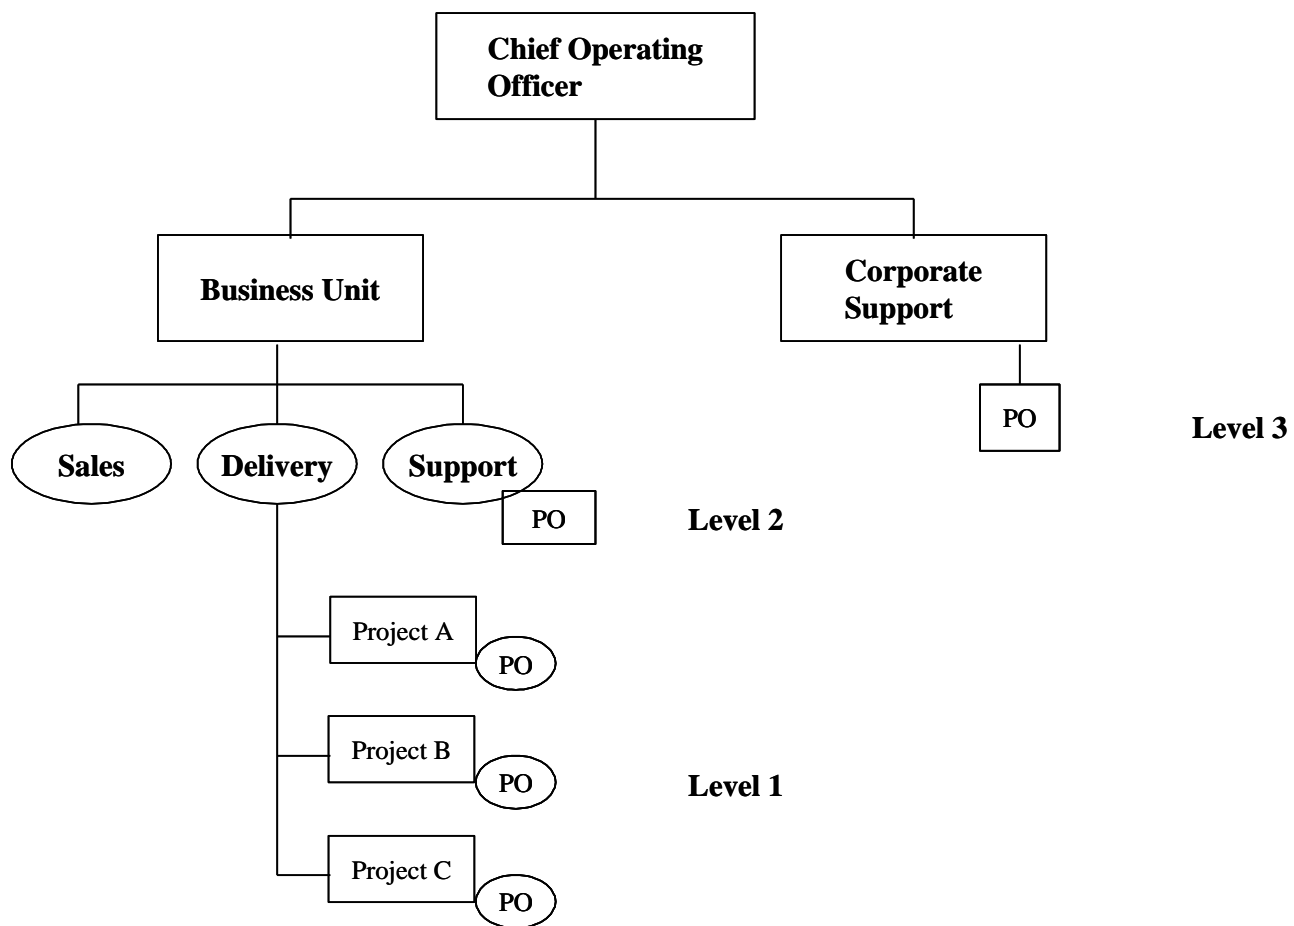 Chief Operating
Officer
Business Unit
Corporate
Support
Sales
Delivery
Support
PO
Level 3
PO
Level 2
Project A
PO
Project B
PO
Level 1
Project C
PO